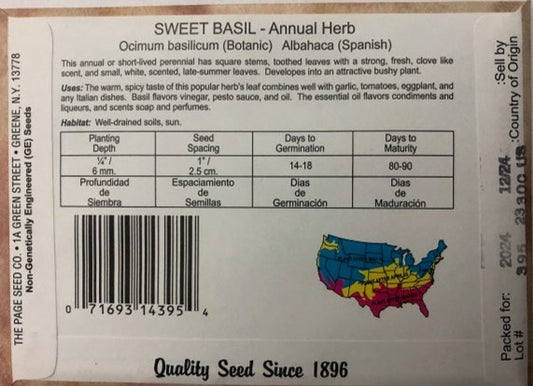 SWEET BASIL - Annual Herb
Ocimum basilicum (Botanic) Albahaca (Spanish)
This annual or short-lived perennial has square stems, toothed leaves with a strong, fresh, clove like
scent, and small, white, scented, late-summer leaves. Developes into an attractive bushy plant.
Uses: The warm, spicy taste of this popular herb's leaf combines well with garlic, tomatoes, eggplant, and
any Italian dishes. Basil flavors vinegar, pesto sauce, and oil. The essential oil flavors condiments and
liqueurs, and scents soap and perfumes.
Habitat: Well-drained soils, sun.
Planting Depth
Seed Spacing
Days to Germination
Days to Maturity
¼"/
6 mm.
1"/
2.5 cm.
14-18
80-90
Profundidad de Siembra
Espaciamiento de Semillas
Dias de Germinación
Dias de Maduración
0 71693 14395 4
Quality Seed Since 1896
THE PAGE SEED CO. • 1A GREEN STREET • GREENE, N.Y. 13778
Non-Genetically Engineered (GE) Seeds
Packed for: 2024 12/24 :Sell by
Lot # 395 2330C US :Country of Origin